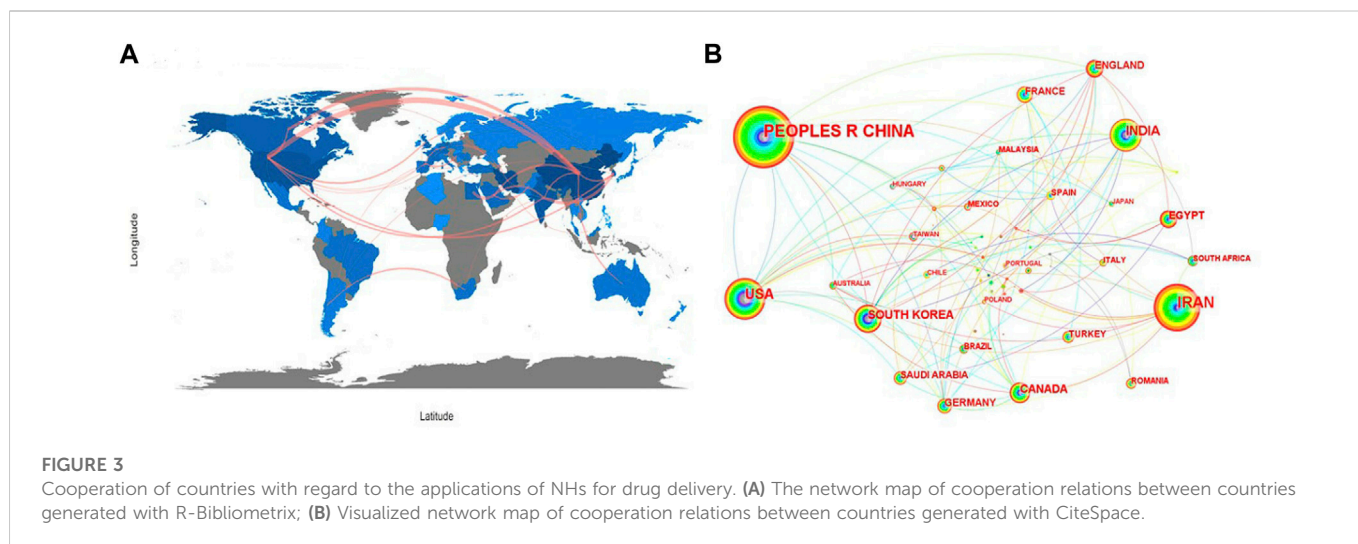 A
B
Longitude
Latitude
ENGLAND
FRANCE
PEOPLES R CHINA
INDIA
MALAYSIA
HUNGARY
SPAIN
MEXICO
JAPAN
EGYPT
TAIWAN
SOUTH AFRICA
PORTUGAL
ITALY
CHILE
AUSTRALIA
USA
POLAND
IRAN
SOUTH KOREA
TURKEY
BRAZIL
SAUDI ARABIA
ROMANIA
CANADA
GERMANY
FIGURE 3
Cooperation of countries with regard to the applications of NHs for drug delivery. (A) The network map of cooperation relations between countries
generated with R-Bibliometrix; (B) Visualized network map of cooperation relations between countries generated with CiteSpace.